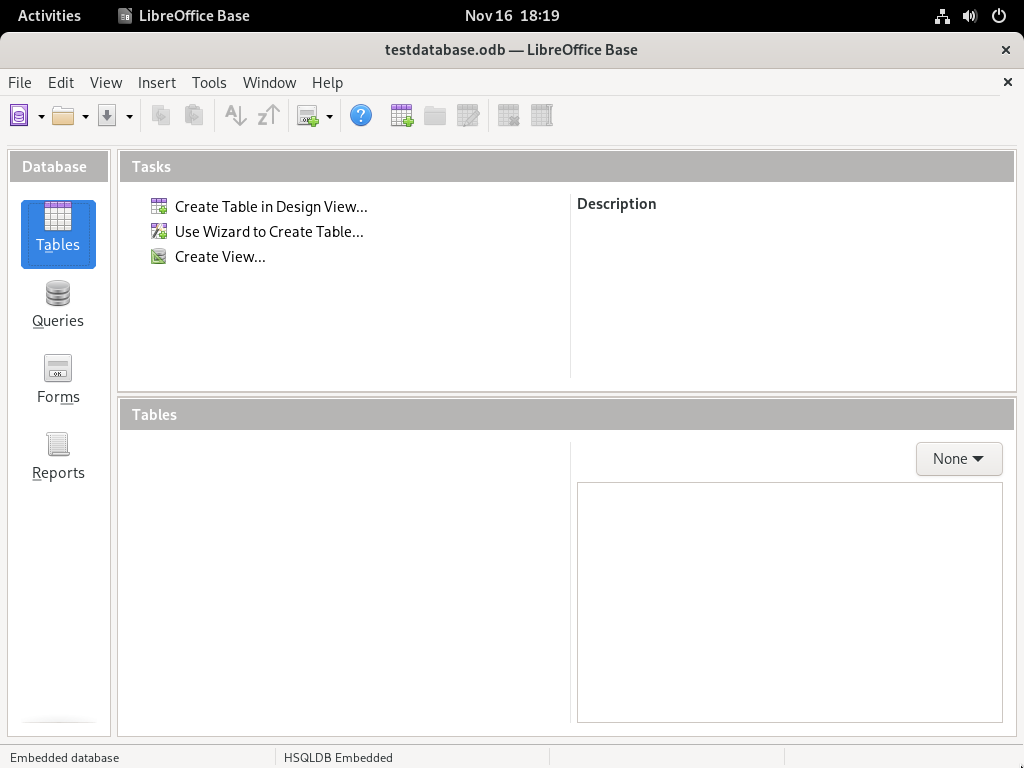 Activities
LibreOffice Base
Nov 16 18:19
testdatabase.odb — LibreOffice Base
File Edit View Insert Tools Window Help
Database
Tables
Queries
Forms
Reports
Tasks
Create Table in Design View...
Use Wizard to Create Table...
Create View...
Description
Tables
None
Embedded database
HSQLDB Embedded